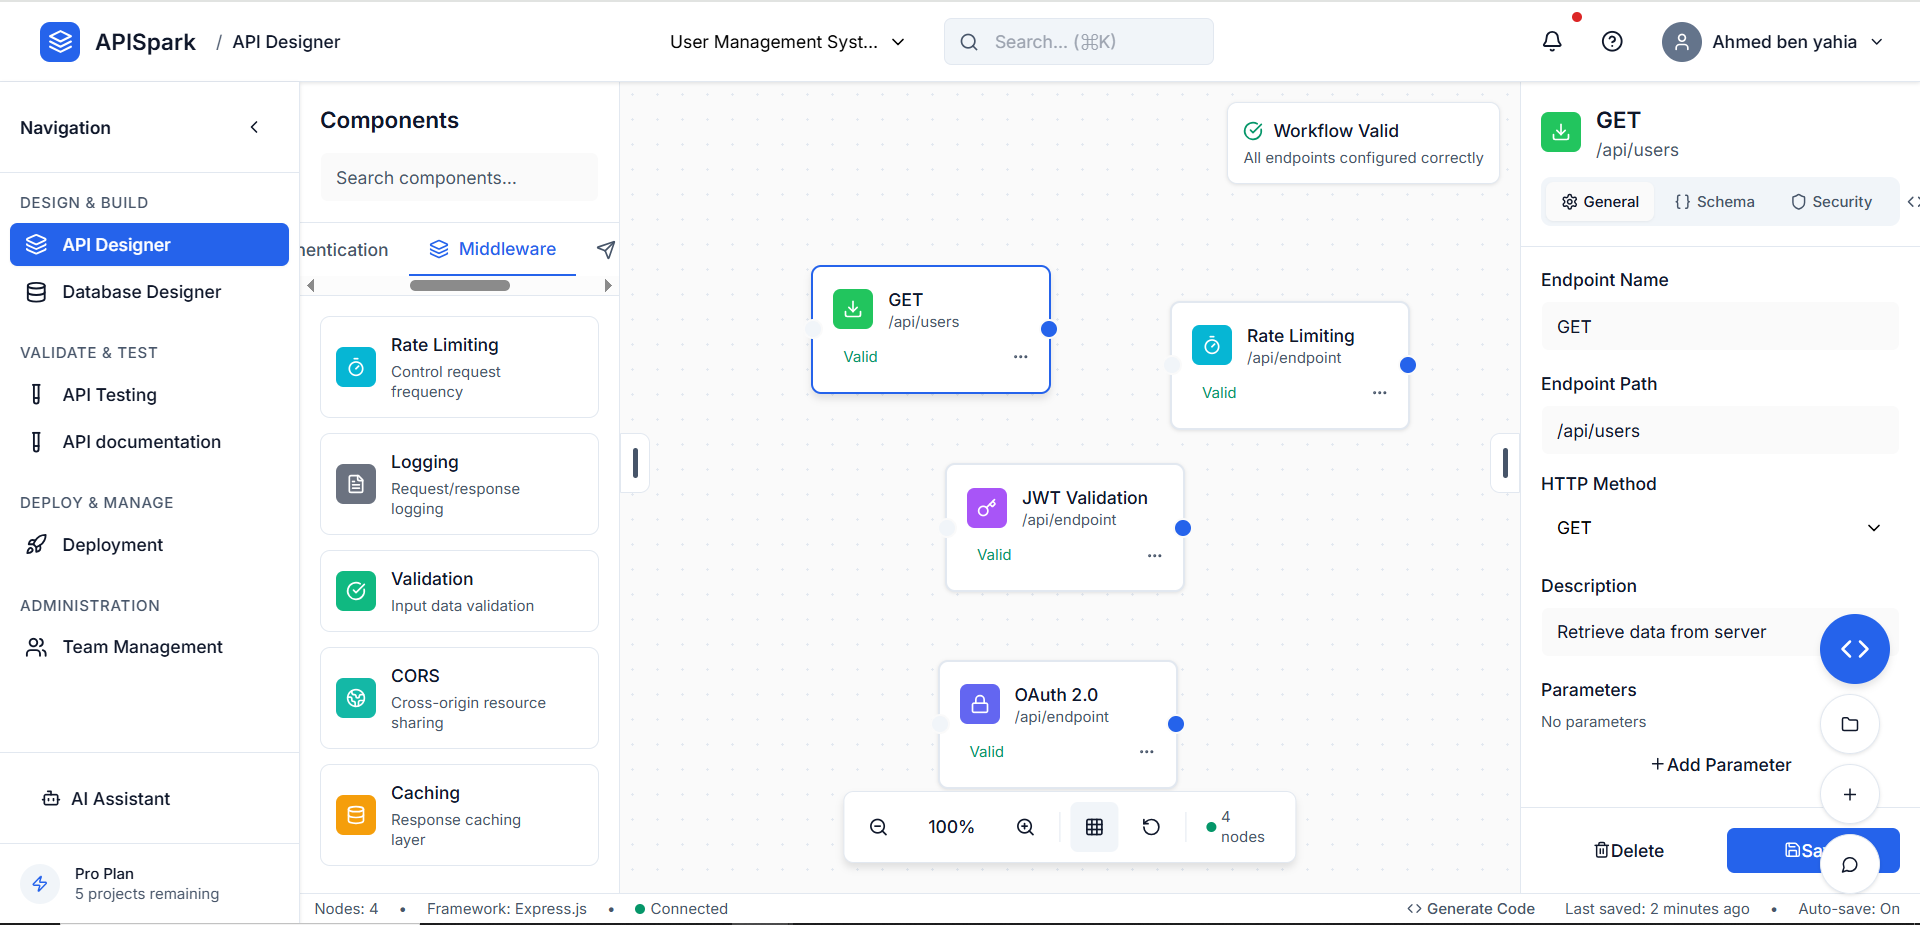 APISpark
/ API Designer
User Management Syst...
Search... (⌘K)
Ahmed ben yahia
Navigation
DESIGN & BUILD
API Designer
Database Designer
VALIDATE & TEST
API Testing
API documentation
DEPLOY & MANAGE
Deployment
ADMINISTRATION
Team Management
AI Assistant
Pro Plan
5 projects remaining
Components
Search components...
hentication
Middleware
Rate Limiting
Control request
frequency
Logging
Request/response
logging
Validation
Input data validation
CORS
Cross-origin resource
sharing
Caching
Response caching
layer
Workflow Valid
All endpoints configured correctly
GET
/api/users
Valid
Rate Limiting
/api/endpoint
Valid
JWT Validation
/api/endpoint
Valid
OAuth 2.0
/api/endpoint
Valid
100%
4
nodes
GET
/api/users
General
Schema
Security
Endpoint Name
GET
Endpoint Path
/api/users
HTTP Method
GET
Description
Retrieve data from server
Parameters
No parameters
+ Add Parameter
Delete
Nodes: 4 • Framework: Express.js • Connected
Generate Code
Last saved: 2 minutes ago • Auto-save: On